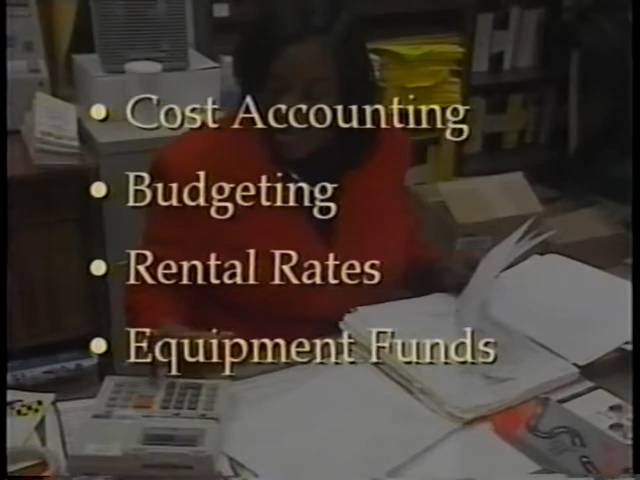 • Cost Accounting
• Budgeting
• Rental Rates
• Equipment Funds